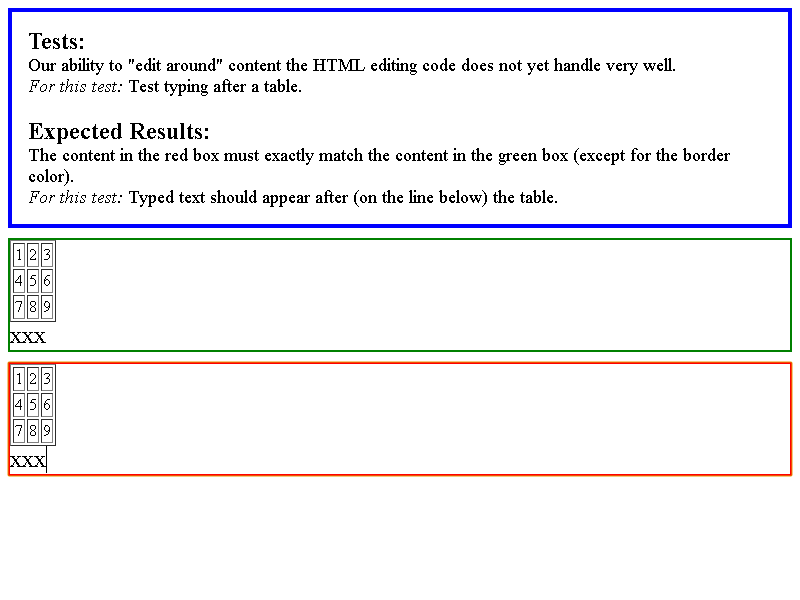 Tests:
Our ability to "edit around" content the HTML editing code does not yet handle very well.
For this test: Test typing after a table.
Expected Results:
The content in the red box must exactly match the content in the green box (except for the border
color).
For this test: Typed text should appear after (on the line below) the table.
1 2 3
4 5 6
7 8 9
xxx
1 2 3
4 5 6
7 8 9
xxx